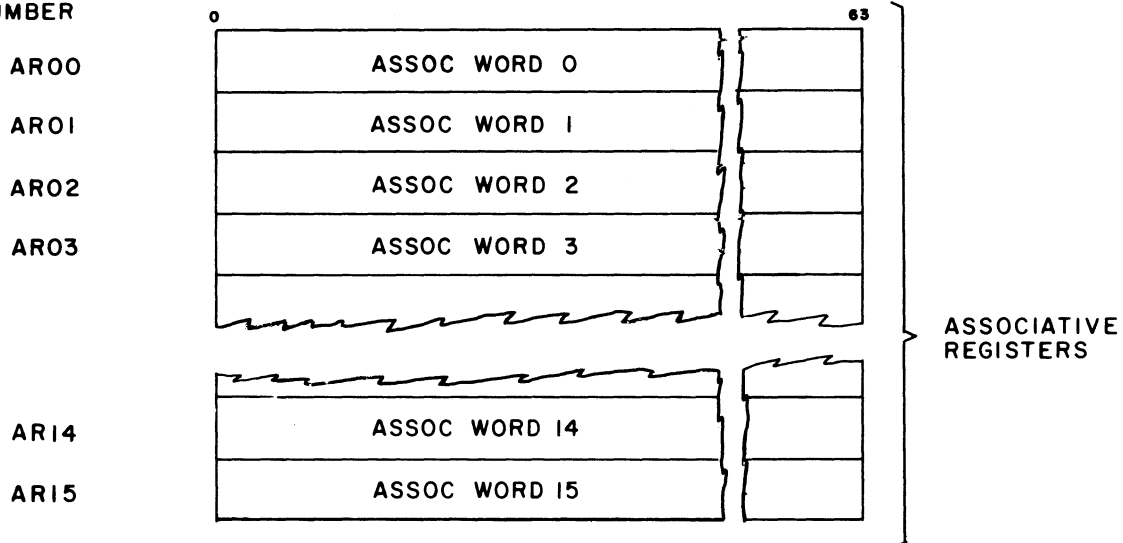 0 63
AR00 ASSOC WORD 0
AR01 ASSOC WORD 1
AR02 ASSOC WORD 2
AR03 ASSOC WORD 3
ASSOCIATIVE
REGISTERS
AR14 ASSOC WORD 14
AR15 ASSOC WORD 15